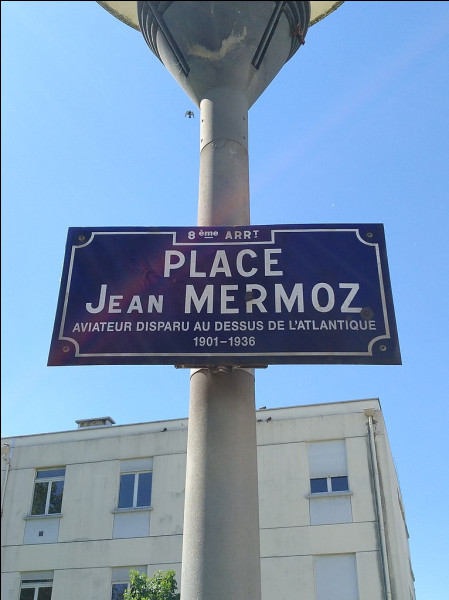 8ème ARRT
PLACE
JEAN MERMOZ
AVIATEUR DISPARU AU DESSUS DE L'ATLANTIQUE
1901-1936